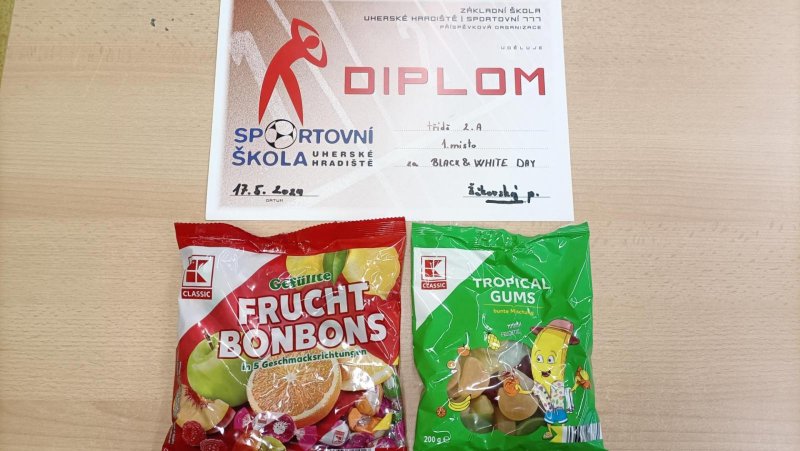 ZÁKLADNÍ ŠKOLA
UHERSKÉ HRADIŠTĚ | SPORTOVNÍ 777
PŘÍSPĚVKOVÁ ORGANIZACE
UDĚLUJE
DIPLOM
SPORTOVNÍ
ŠKOLA UHERSKÉ
HRADIŠTĚ
třídě 2.A
1. místo
za BLACK & WHITE DAY
17.5.2024
DATUM
p.
K
CLASSIC
Gefüllte
FRUCHT
BONBONS
in 5 Geschmacksrichtungen
K
CLASSIC
TROPICAL
GUMS
bunte Mischung
200 g e